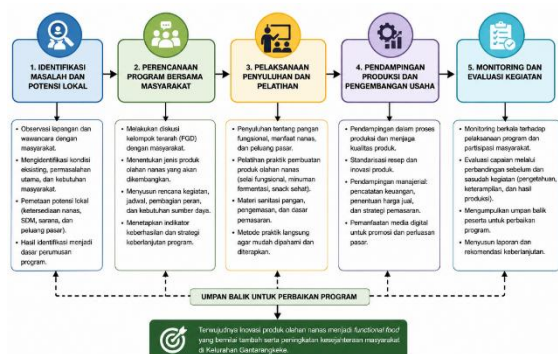 1. IDENTIFIKASI
MASALAH DAN
POTENSI LOKAL
• Observasi lapangan dan
wawancara dengan
masyarakat.
• Mengidentifikasi kondisi
eksisting, permasalahan
utama, dan kebutuhan
masyarakat.
• Pemetaan potensi lokal
(ketersediaan nanas,
SDM, sarana, dan
peluang pasar).
• Hasil identifikasi menjadi
dasar perumusan
program.
2. PERENCANAAN
PROGRAM BERSAMA
MASYARAKAT
• Melakukan diskusi
kelompok terarah (FGD)
dengan masyarakat.
• Menentukan jenis produk
olahan nanas yang akan
dikembangkan.
• Menyusun rencana kegiatan,
jadwal, pembagian peran,
dan kebutuhan sumber daya.
• Menetapkan indikator
keberhasilan dan strategi
keberlanjutan program.
3. PELAKSANAAN
PENYULUHAN DAN
PELATIHAN
• Penyuluhan tentang pangan
fungsional, manfaat nanas,
dan peluang pasar.
• Pelatihan praktik pembuatan
produk olahan nanas
(selai fungsional, minuman
fermentasi, snack sehat).
• Materi sanitasi pangan,
pengemasan, dan dasar
pemasaran.
• Metode praktik langsung
agar mudah dipahami dan
diterapkan.
4. PENDAMPINGAN
PRODUKSI DAN
PENGEMBANGAN USAHA
• Pendampingan dalam proses
produksi dan menjaga
kualitas produk.
• Standarisasi resep dan
inovasi produk.
• Pendampingan manajerial:
pencatatan keuangan,
penentuan harga jual, dan
strategi pemasaran.
• Pemanfaatan media digital
untuk promosi dan perluasan
pasar.
5. MONITORING DAN
EVALUASI KEGIATAN
• Monitoring berkala terhadap
pelaksanaan program dan
partisipasi masyarakat.
• Evaluasi capaian melalui
perbandingan sebelum dan
sesudah kegiatan (pengetahuan,
keterampilan, dan hasil
produksi).
• Mengumpulkan umpan balik
peserta untuk perbaikan
program.
• Menyusun laporan dan
rekomendasi keberlanjutan.
UMPAN BALIK UNTUK PERBAIKAN PROGRAM
Terwujudnya inovasi produk olahan nanas menjadi functional food
yang bernilai tambah serta peningkatan kesejahteraan masyarakat
di Kelurahan Gantarangkeke.